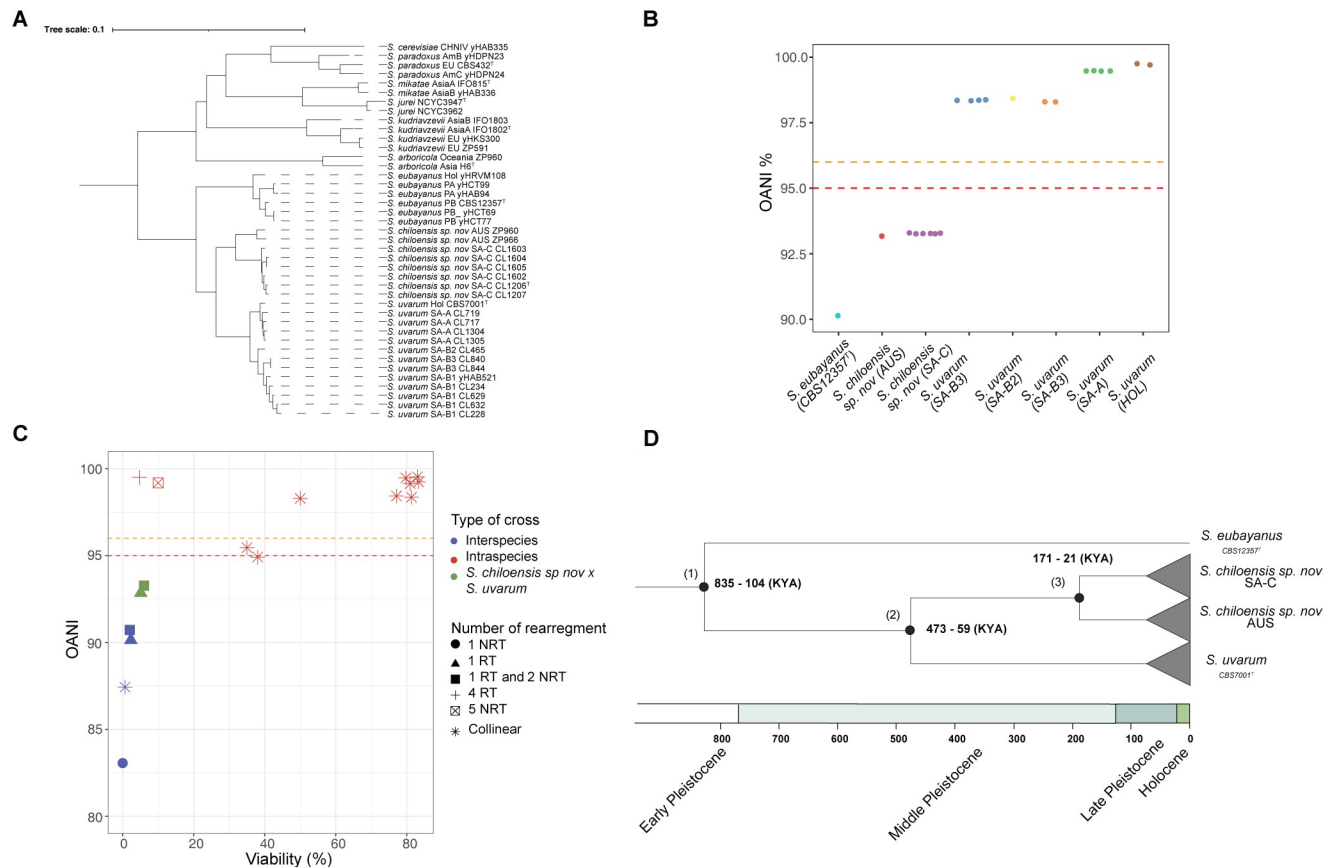 A
Tree scale: 0.1
S. cerevisiae CHNIV yHAB335
S. paradoxus AmB yHDPN23
S. paradoxus EU CBS432ᵀ
S. paradoxus AmC yHDPN24
S. mikatae AsiaA IFO815ᵀ
S. mikatae AsiaB yHAB336
S. jurei NCYC3947ᵀ
S. jurei NCYC3962
S. kudriavzevii AsiaB IFO1803
S. kudriavzevii AsiaA IFO1802ᵀ
S. kudriavzevii EU yHKS300
S. kudriavzevii EU ZP591
S. arboricola Oceania ZP960
S. arboricola Asia H6ᵀ
S. eubayanus Hol yHRVM108
S. eubayanus PA yHCT99
S. eubayanus PA yHAB94
S. eubayanus PB CBS12357ᵀ
S. eubayanus PB_ yHCT69
S. eubayanus PB yHCT77
S. chiloensis sp. nov AUS ZP960
S. chiloensis sp. nov AUS ZP966
S. chiloensis sp. nov SA-C CL1603
S. chiloensis sp. nov SA-C CL1604
S. chiloensis sp. nov SA-C CL1605
S. chiloensis sp. nov SA-C CL1602
S. chiloensis sp. nov SA-C CL1206ᵀ
S. chiloensis sp. nov SA-C CL1207
S. uvarum Hol CBS7001ᵀ
S. uvarum SA-A CL719
S. uvarum SA-A CL717
S. uvarum SA-A CL1304
S. uvarum SA-A CL1305
S. uvarum SA-B2 CL465
S. uvarum SA-B3 CL840
S. uvarum SA-B3 CL844
S. uvarum SA-B1 yHAB521
S. uvarum SA-B1 CL234
S. uvarum SA-B1 CL629
S. uvarum SA-B1 CL632
S. uvarum SA-B1 CL228
B
OANI %
100.0
97.5
95.0
92.5
90.0
S. eubayanus
(CBS12357ᵀ)
S. chiloensis
sp. nov (AUS)
S. chiloensis
sp. nov (SA-C)
S. uvarum
(SA-B3)
S. uvarum
(SA-B2)
S. uvarum
(SA-B3)
S. uvarum
(SA-A)
S. uvarum
(HOL)
C
OANI
100
95
90
85
80
0 20 40 60 80
Viability (%)
Type of cross
Interspecies
Intraspecies
S. chiloensis sp nov x
S. uvarum
Number of rearregment
1 NRT
1 RT
1 RT and 2 NRT
4 RT
5 NRT
Collinear
D
(1)
835 - 104 (KYA)
(2)
473 - 59 (KYA)
171 - 21 (KYA)
(3)
S. eubayanus
CBS12357ᵀ
S. chiloensis sp. nov
SA-C
S. chiloensis sp. nov
AUS
S. uvarum
CBS7001ᵀ
800 700 600 500 400 300 200 100 0
Early Pleistocene
Middle Pleistocene
Late Pleistocene
Holocene